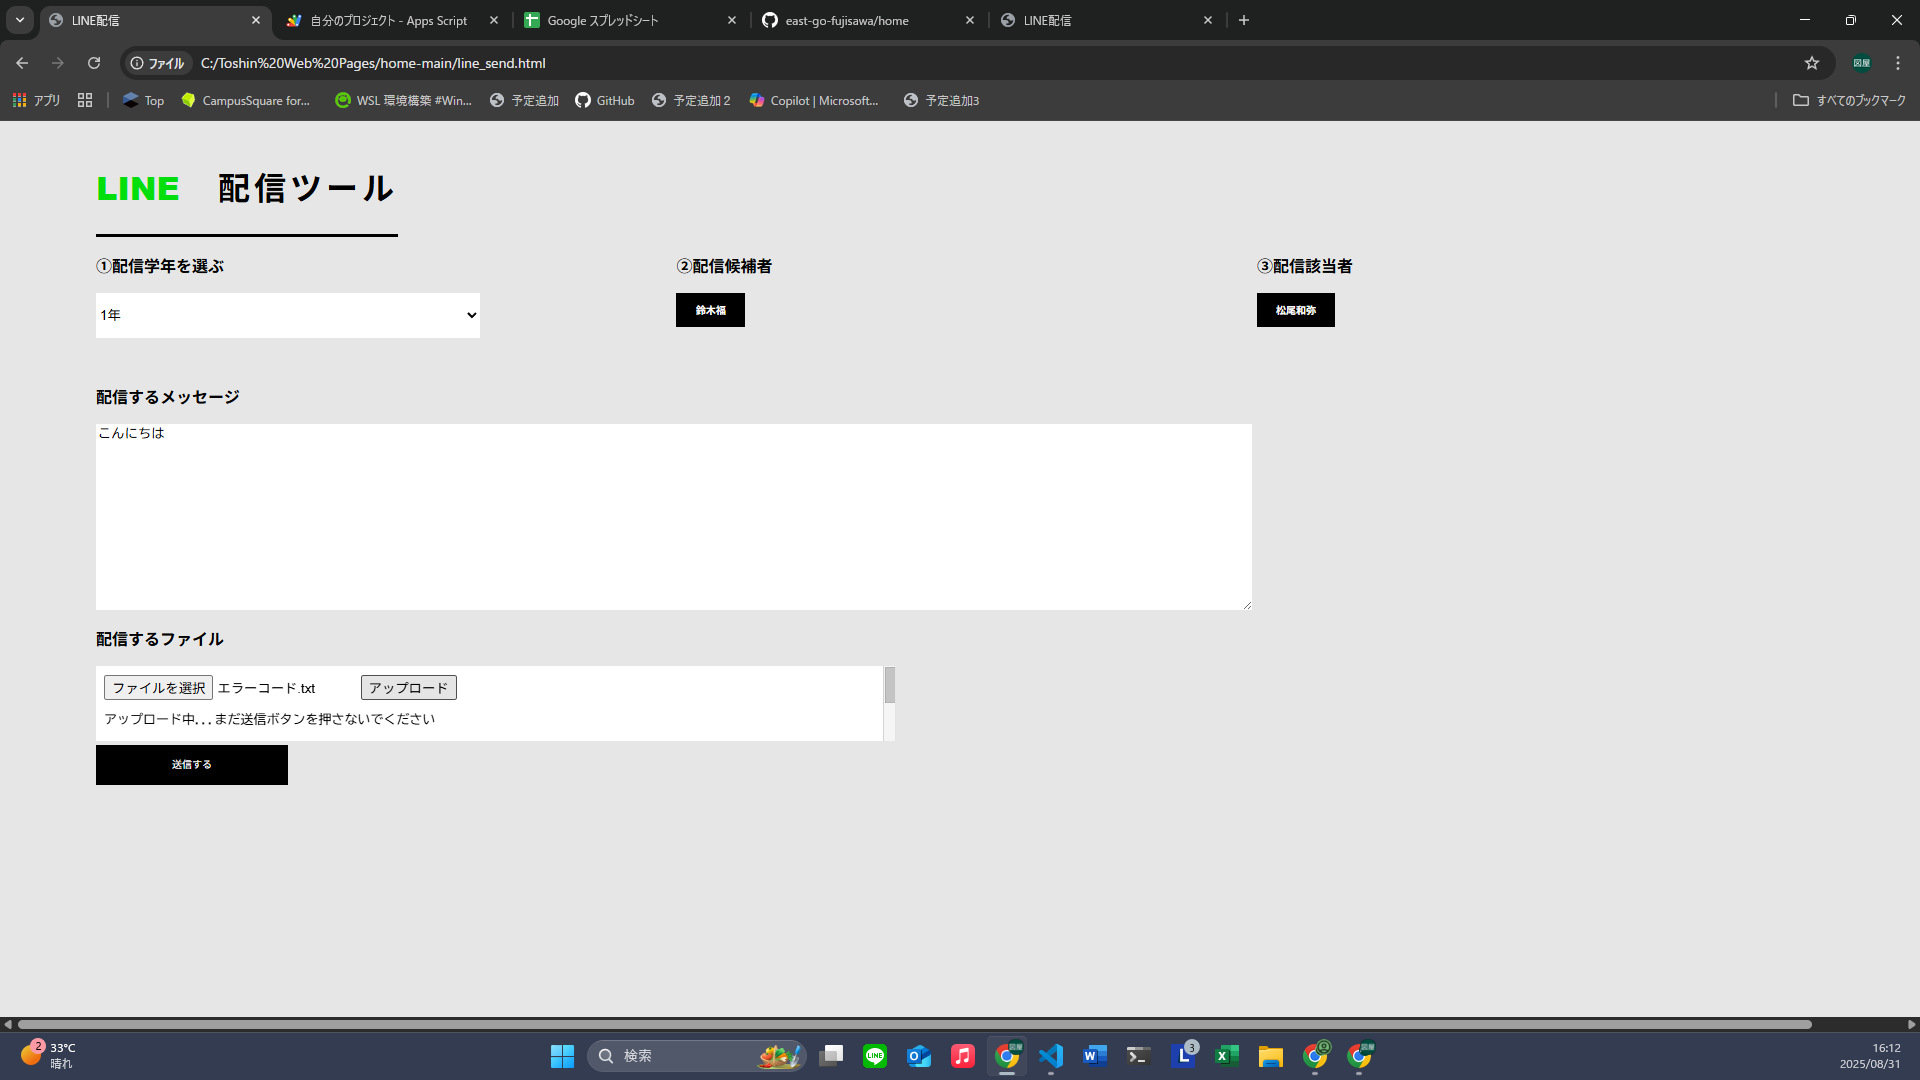 LINE配信
自分のプロジェクト - Apps Script
Google スプレッドシート
east-go-fujisawa/home
LINE配信
ファイル
C:/Toshin%20Web%20Pages/home-main/line_send.html
図屋
アプリ
Top
CampusSquare for...
WSL 環境構築 #Win...
予定追加
GitHub
予定追加 2
Copilot | Microsoft...
予定追加3
すべてのブックマーク
LINE 配信ツール
①配信学年を選ぶ
②配信候補者
③配信該当者
1年
鈴木福
松尾和弥
配信するメッセージ
こんにちは
配信するファイル
ファイルを選択 エラーコード.txt
アップロード
アップロード中...まだ送信ボタンを押さないでください
送信する
2
33°C
晴れ
検索
LINE
図屋
L
3
図屋
16:12
2025/08/31